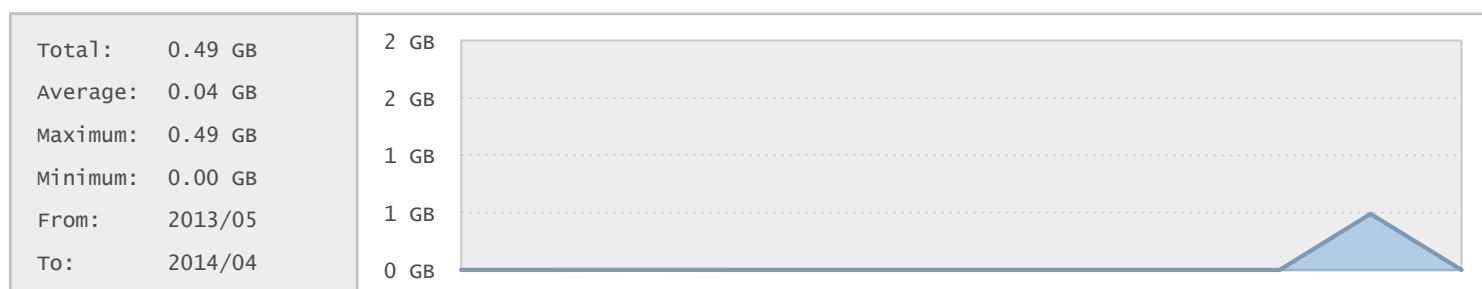 Total: 0.49 GB
Average: 0.04 GB
Maximum: 0.49 GB
Minimum: 0.00 GB
From: 2013/05
To: 2014/04
2 GB
2 GB
1 GB
1 GB
0 GB